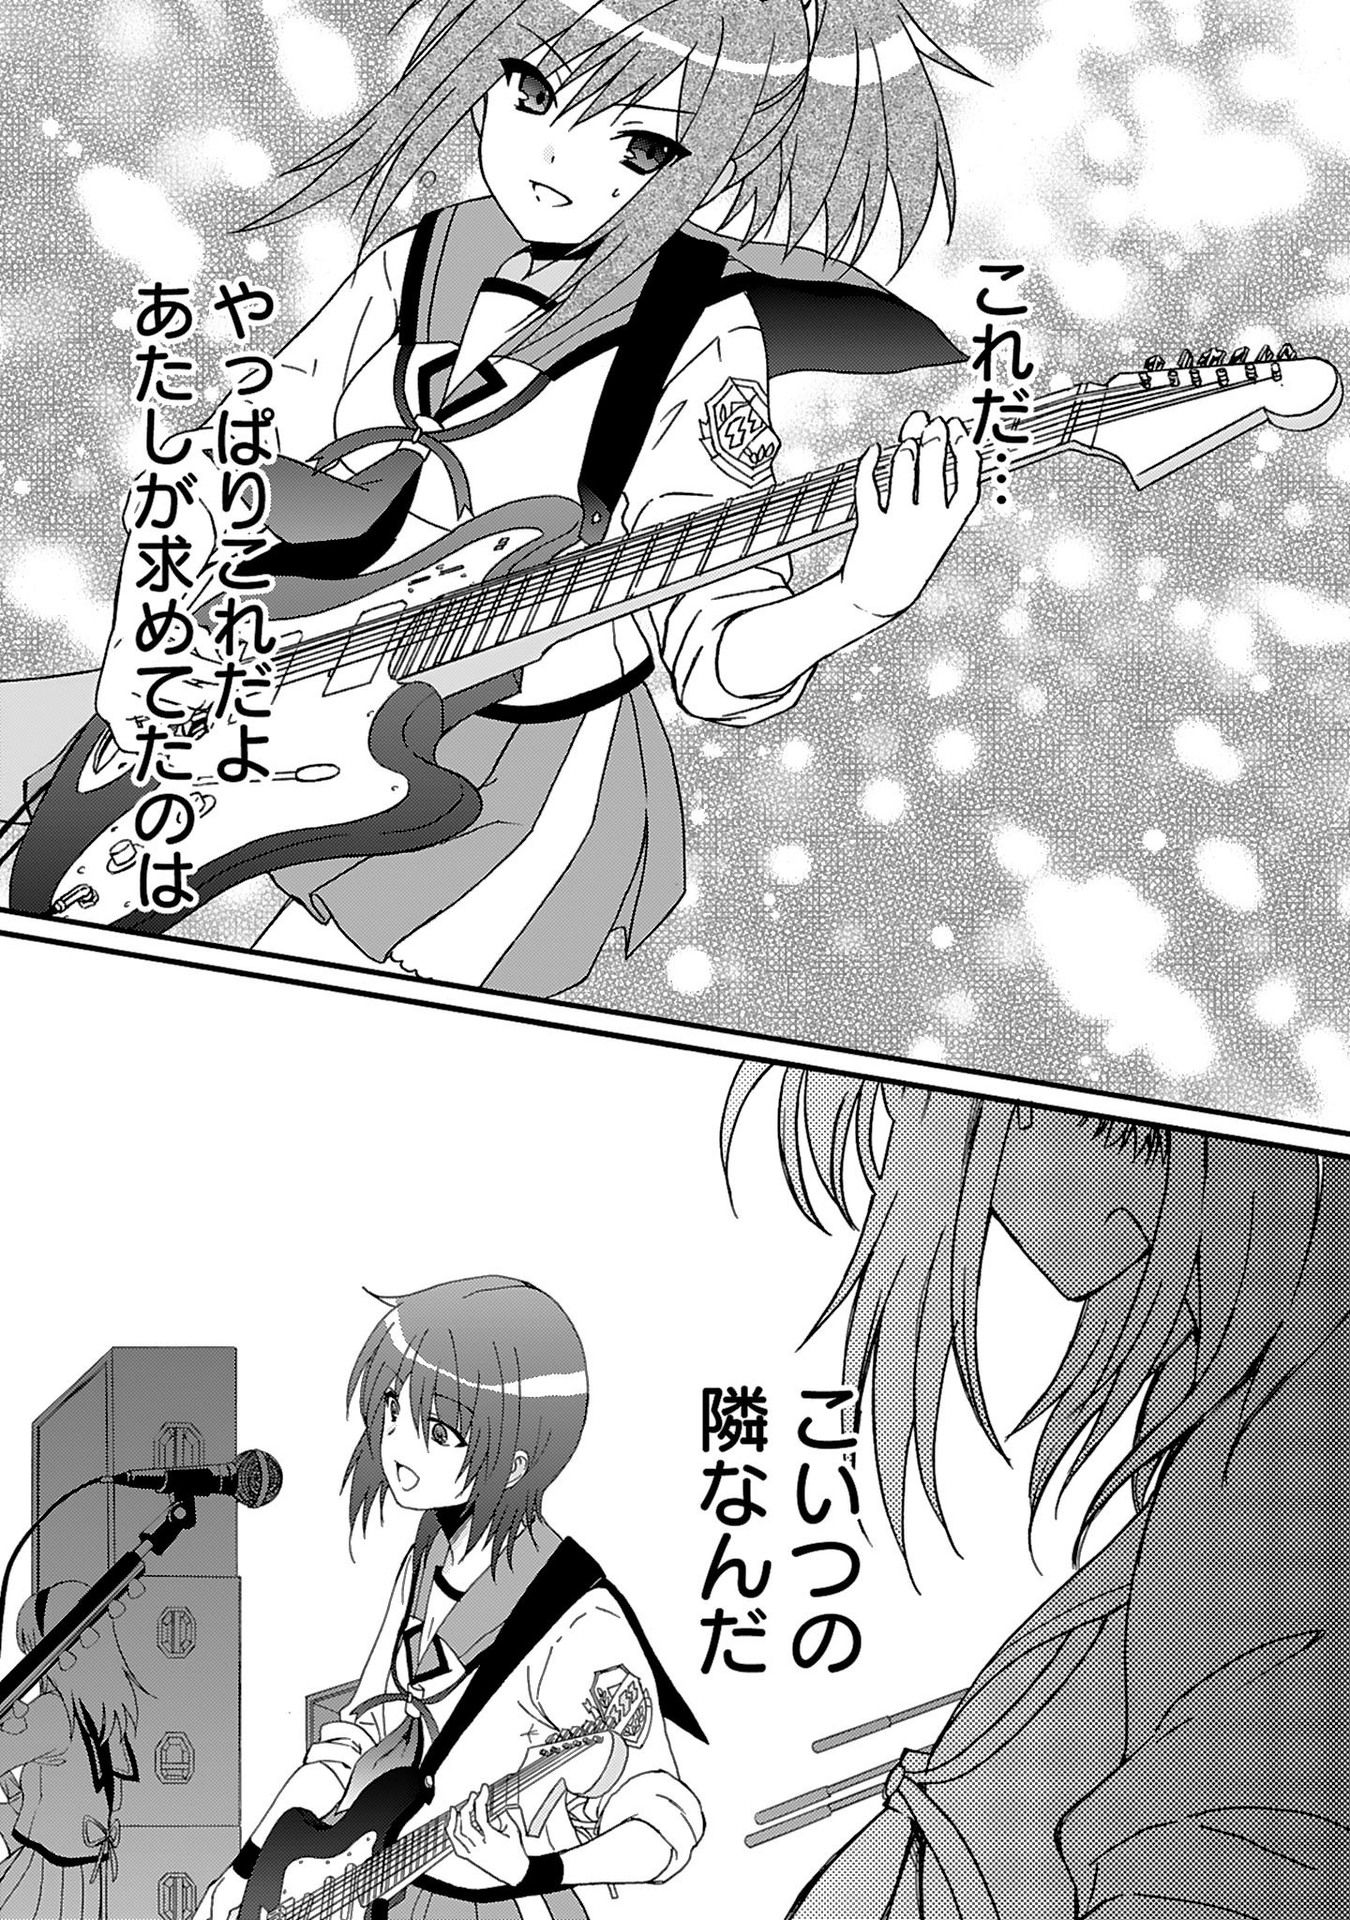 これだ…
やっぱりこれだよ
あたしが求めてたのは
こいつの
隣なんだ